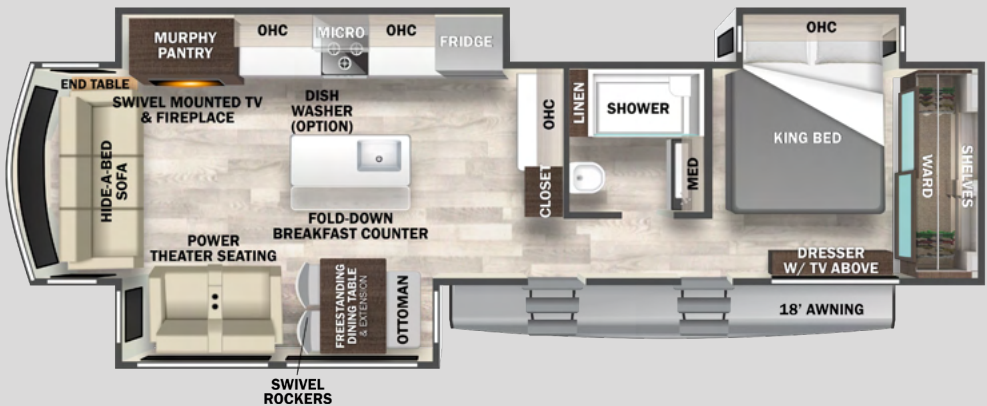 OHC
MICRO
OHC
FRIDGE
OHC
MURPHY
PANTRY
END TABLE
SWIVEL MOUNTED TV
& FIREPLACE
DISH
WASHER
(OPTION)
OHC
LINEN
SHOWER
KING BED
WARD
SHELVES
HIDE-A-BED
SOFA
CLOSET
MED
FOLD-DOWN
BREAKFAST COUNTER
POWER
THEATER SEATING
FREESTANDING
DINING TABLE
& EXTENSION
OTTOMAN
DRESSER
W/ TV ABOVE
18' AWNING
SWIVEL
ROCKERS